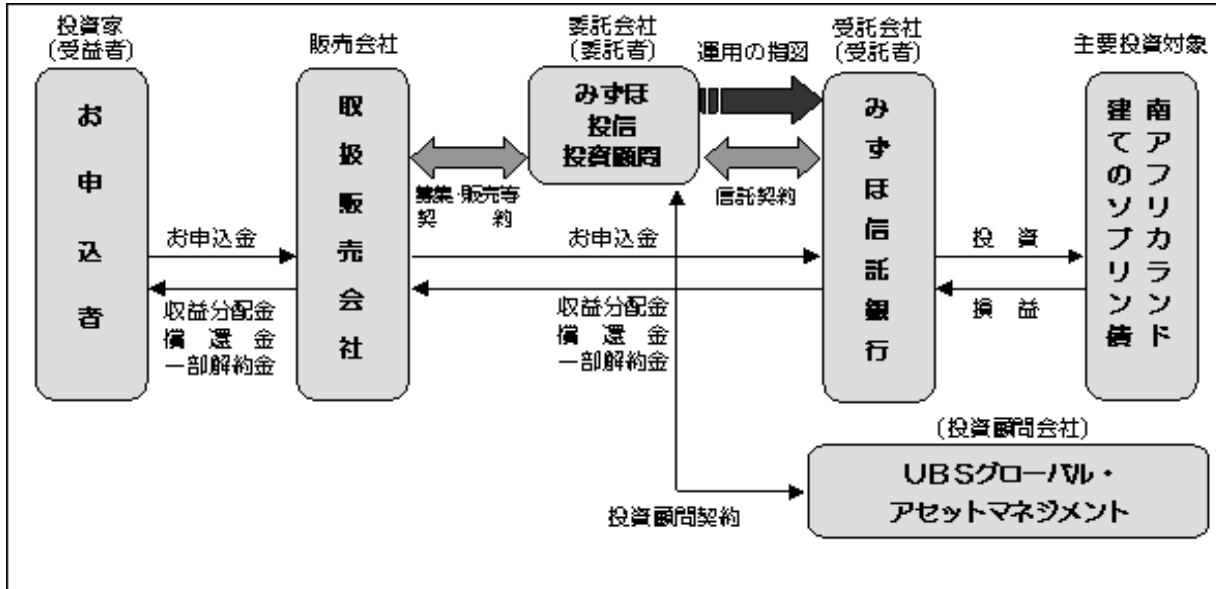 投資家
(受益者)
お申込者
販売会社
取扱販売会社
委託会社
(委託者)
みずほ
投信
投資顧問
運用の指図
受託会社
(受託者)
みずほ信託銀行
主要投資対象
南アフリカランド
建てのソブリン債
募集・販売等
契約
信託契約
お申込金
収益分配金
償還金
一部解約金
お申込金
収益分配金
償還金
一部解約金
投資
損益
投資顧問契約
(投資顧問会社)
UBSグローバル・
アセットマネジメント